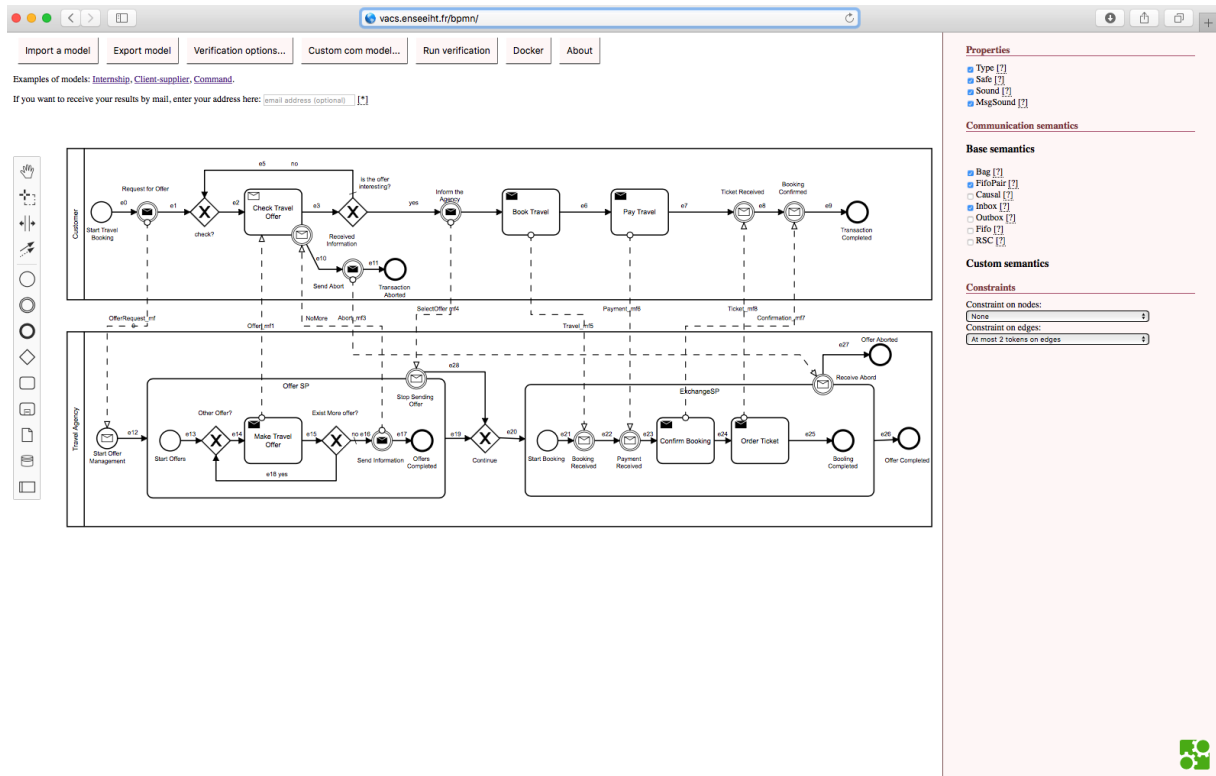 vacs.enseeiht.fr/bpmn/
Import a model
Export model
Verification options...
Custom com model...
Run verification
Docker
About
Examples of models: Internship, Client-supplier, Command.
If you want to receive your results by mail, enter your address here: email address (optional) [*]
Customer
Start Travel
Booking
e0
Request for Offer
e1
check?
e5
no
e2
Check Travel
Offer
e3
Is the offer
interesting?
Received
Information
yes
Inform the
Agency
Book Travel
e6
Pay Travel
e7
Ticket Received
e8
Booking
Confirmed
e9
Transaction
Completed
e10
Send Abort
e11
Transaction
Aborted
OfferRequest_mf
0
Offer_mf1
NoMore
Abort_mf3
SelectOffer_mf4
Travel_mf5
Payment_mf6
Ticket_mf8
Confirmation_mf7
Travel Agency
Start Offer
Management
e12
Offer SP
Start Offers
e13
Other Offer?
e14
Make Travel
Offer
e15
Exist More offer?
no e16
Send Information
e17
Offers
Completed
e18 yes
Stop Sending
Offer
e28
e19
Continue
e20
ExchangeSP
Start Booking
e21
Booking
Received
e22
Payment
Received
e23
Confirm Booking
e24
Order Ticket
e25
Booling
Completed
Receive Abord
e27
Offer Aborted
e26
Offer Completed
Properties
Type [?]
Safe [?]
Sound [?]
MsgSound [?]
Communication semantics
Base semantics
Bag [?]
FifoPair [?]
Causal [?]
Inbox [?]
Outbox [?]
Fifo [?]
RSC [?]
Custom semantics
Constraints
Constraint on nodes:
None
Constraint on edges:
At most 2 tokens on edges